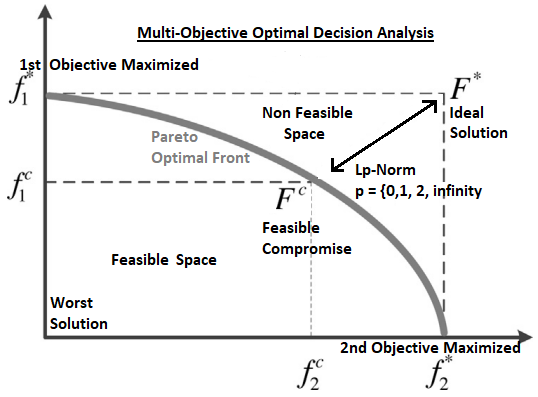 Multi-Objective Optimal Decision Analysis
1st Objective Maximized
f₁*
F*
Ideal
Solution
Non Feasible
Space
Pareto
Optimal Front
Lp-Norm
p = {0,1, 2, infinity
f₁ᶜ
Fᶜ
Feasible
Compromise
Feasible Space
Worst
Solution
2nd Objective Maximized
f₂ᶜ
f₂*